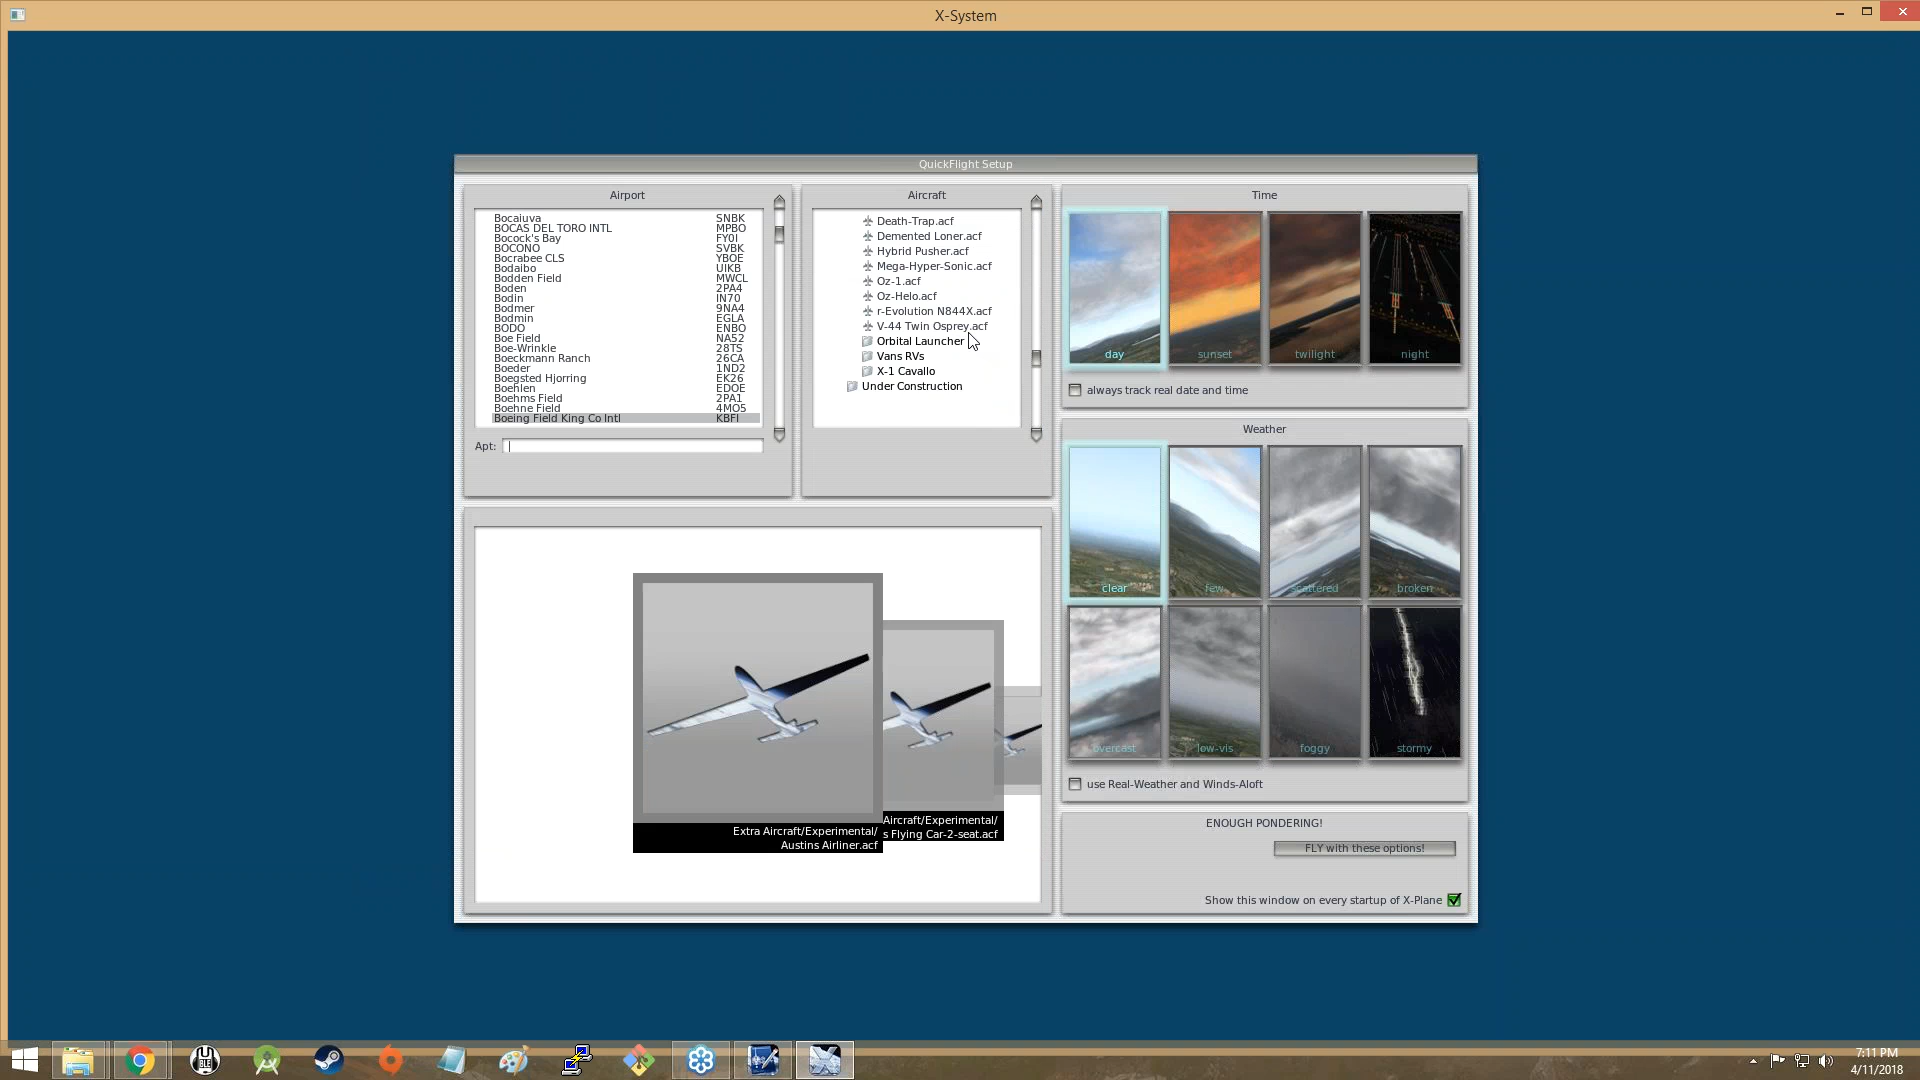 X-System
QuickFlight Setup
Airport
Bocaiuva SNBK
BOCAS DEL TORO INTL MPBO
Bocock's Bay FY0I
BOCONO SVBK
Bocrabee CLS YBOE
Bodaibo UIKB
Bodden Field MWCL
Boden 2PA4
Bodin IN70
Bodmer 9NA4
Bodmin EGLA
BODO ENBO
Boe Field NA52
Boe-Wrinkle 28TS
Boeckmann Ranch 26CA
Boeder 1ND2
Boegsted Hjorring EK26
Boehlen EDOE
Boehms Field 2PA1
Boehne Field 4MO5
Boeing Field King Co Intl KBFI
Apt:
Aircraft
Death-Trap.acf
Demented Loner.acf
Hybrid Pusher.acf
Mega-Hyper-Sonic.acf
Oz-1.acf
Oz-Helo.acf
r-Evolution N844X.acf
V-44 Twin Osprey.acf
Orbital Launcher
Vans RVs
X-1 Cavallo
Under Construction
Time
day
sunset
twilight
night
always track real date and time
Weather
clear
few
scattered
broken
overcast
low-vis
foggy
stormy
use Real-Weather and Winds-Aloft
Extra Aircraft/Experimental/
Austins Airliner.acf
Aircraft/Experimental/
s Flying Car-2-seat.acf
ENOUGH PONDERING!
FLY with these options!
Show this window on every startup of X-Plane
7:11 PM
4/11/2018